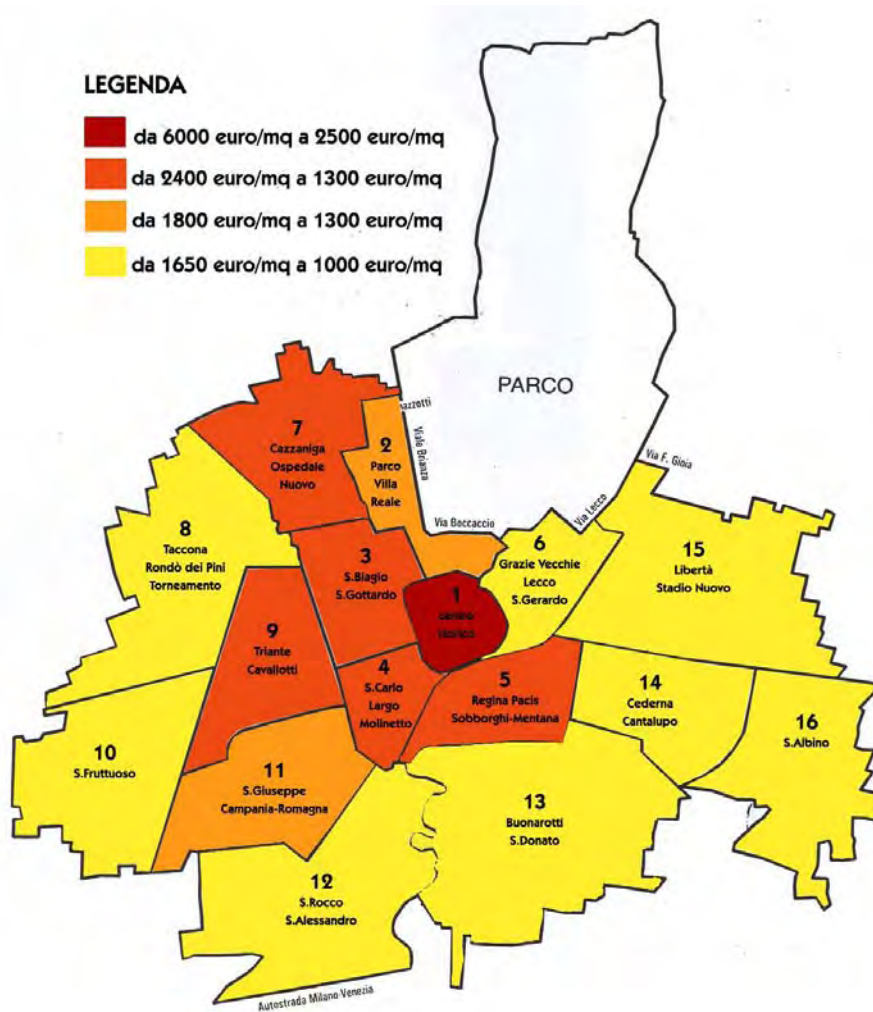 LEGENDA
da 6000 euro/mq a 2500 euro/mq
da 2400 euro/mq a 1300 euro/mq
da 1800 euro/mq a 1300 euro/mq
da 1650 euro/mq a 1000 euro/mq
PARCO
azzotti
Viale Brianza
Via Boccaccio
Via Lecco
Via F. Gioia
7
Cazzaniga
Ospedale
Nuovo
2
Parco
Villa
Reale
8
Taccona
Rondò dei Pini
Torneamento
3
S.Biagio
S.Gottardo
1
Centro
Storico
6
Grazie Vecchie
Lecco
S.Gerardo
15
Libertà
Stadio Nuovo
9
Triante
Cavallotti
4
S.Carlo
Largo
Molinetto
5
Regina Pacis
Sobborghi-Mentana
14
Cederna
Cantalupo
16
S.Albino
10
S.Fruttuoso
11
S.Giuseppe
Campania-Romagna
13
Buonarotti
S.Donato
12
S.Rocco
S.Alessandro
Autostrada Milano-Venezia